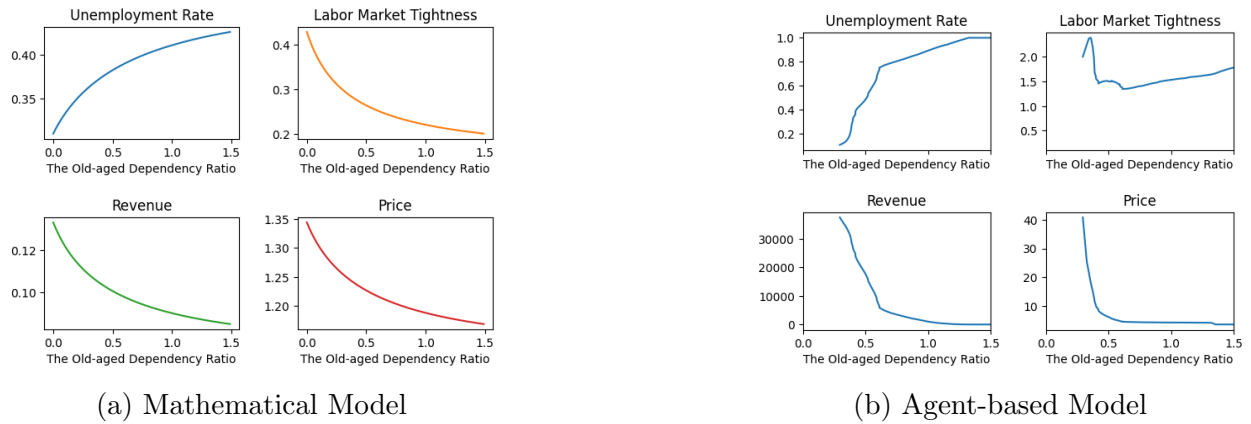 Unemployment Rate
Labor Market Tightness
0.40
0.35
0.0 0.5 1.0 1.5
The Old-aged Dependency Ratio
0.4
0.3
0.2
0.0 0.5 1.0 1.5
The Old-aged Dependency Ratio
Revenue
Price
0.12
0.10
0.0 0.5 1.0 1.5
The Old-aged Dependency Ratio
1.35
1.30
1.25
1.20
0.0 0.5 1.0 1.5
The Old-aged Dependency Ratio
(a) Mathematical Model
Unemployment Rate
Labor Market Tightness
1.0
0.8
0.6
0.4
0.2
The Old-aged Dependency Ratio
2.0
1.5
1.0
0.5
The Old-aged Dependency Ratio
Revenue
Price
30000
20000
10000
0
0.0 0.5 1.0 1.5
The Old-aged Dependency Ratio
40
30
20
10
0.0 0.5 1.0 1.5
The Old-aged Dependency Ratio
(b) Agent-based Model